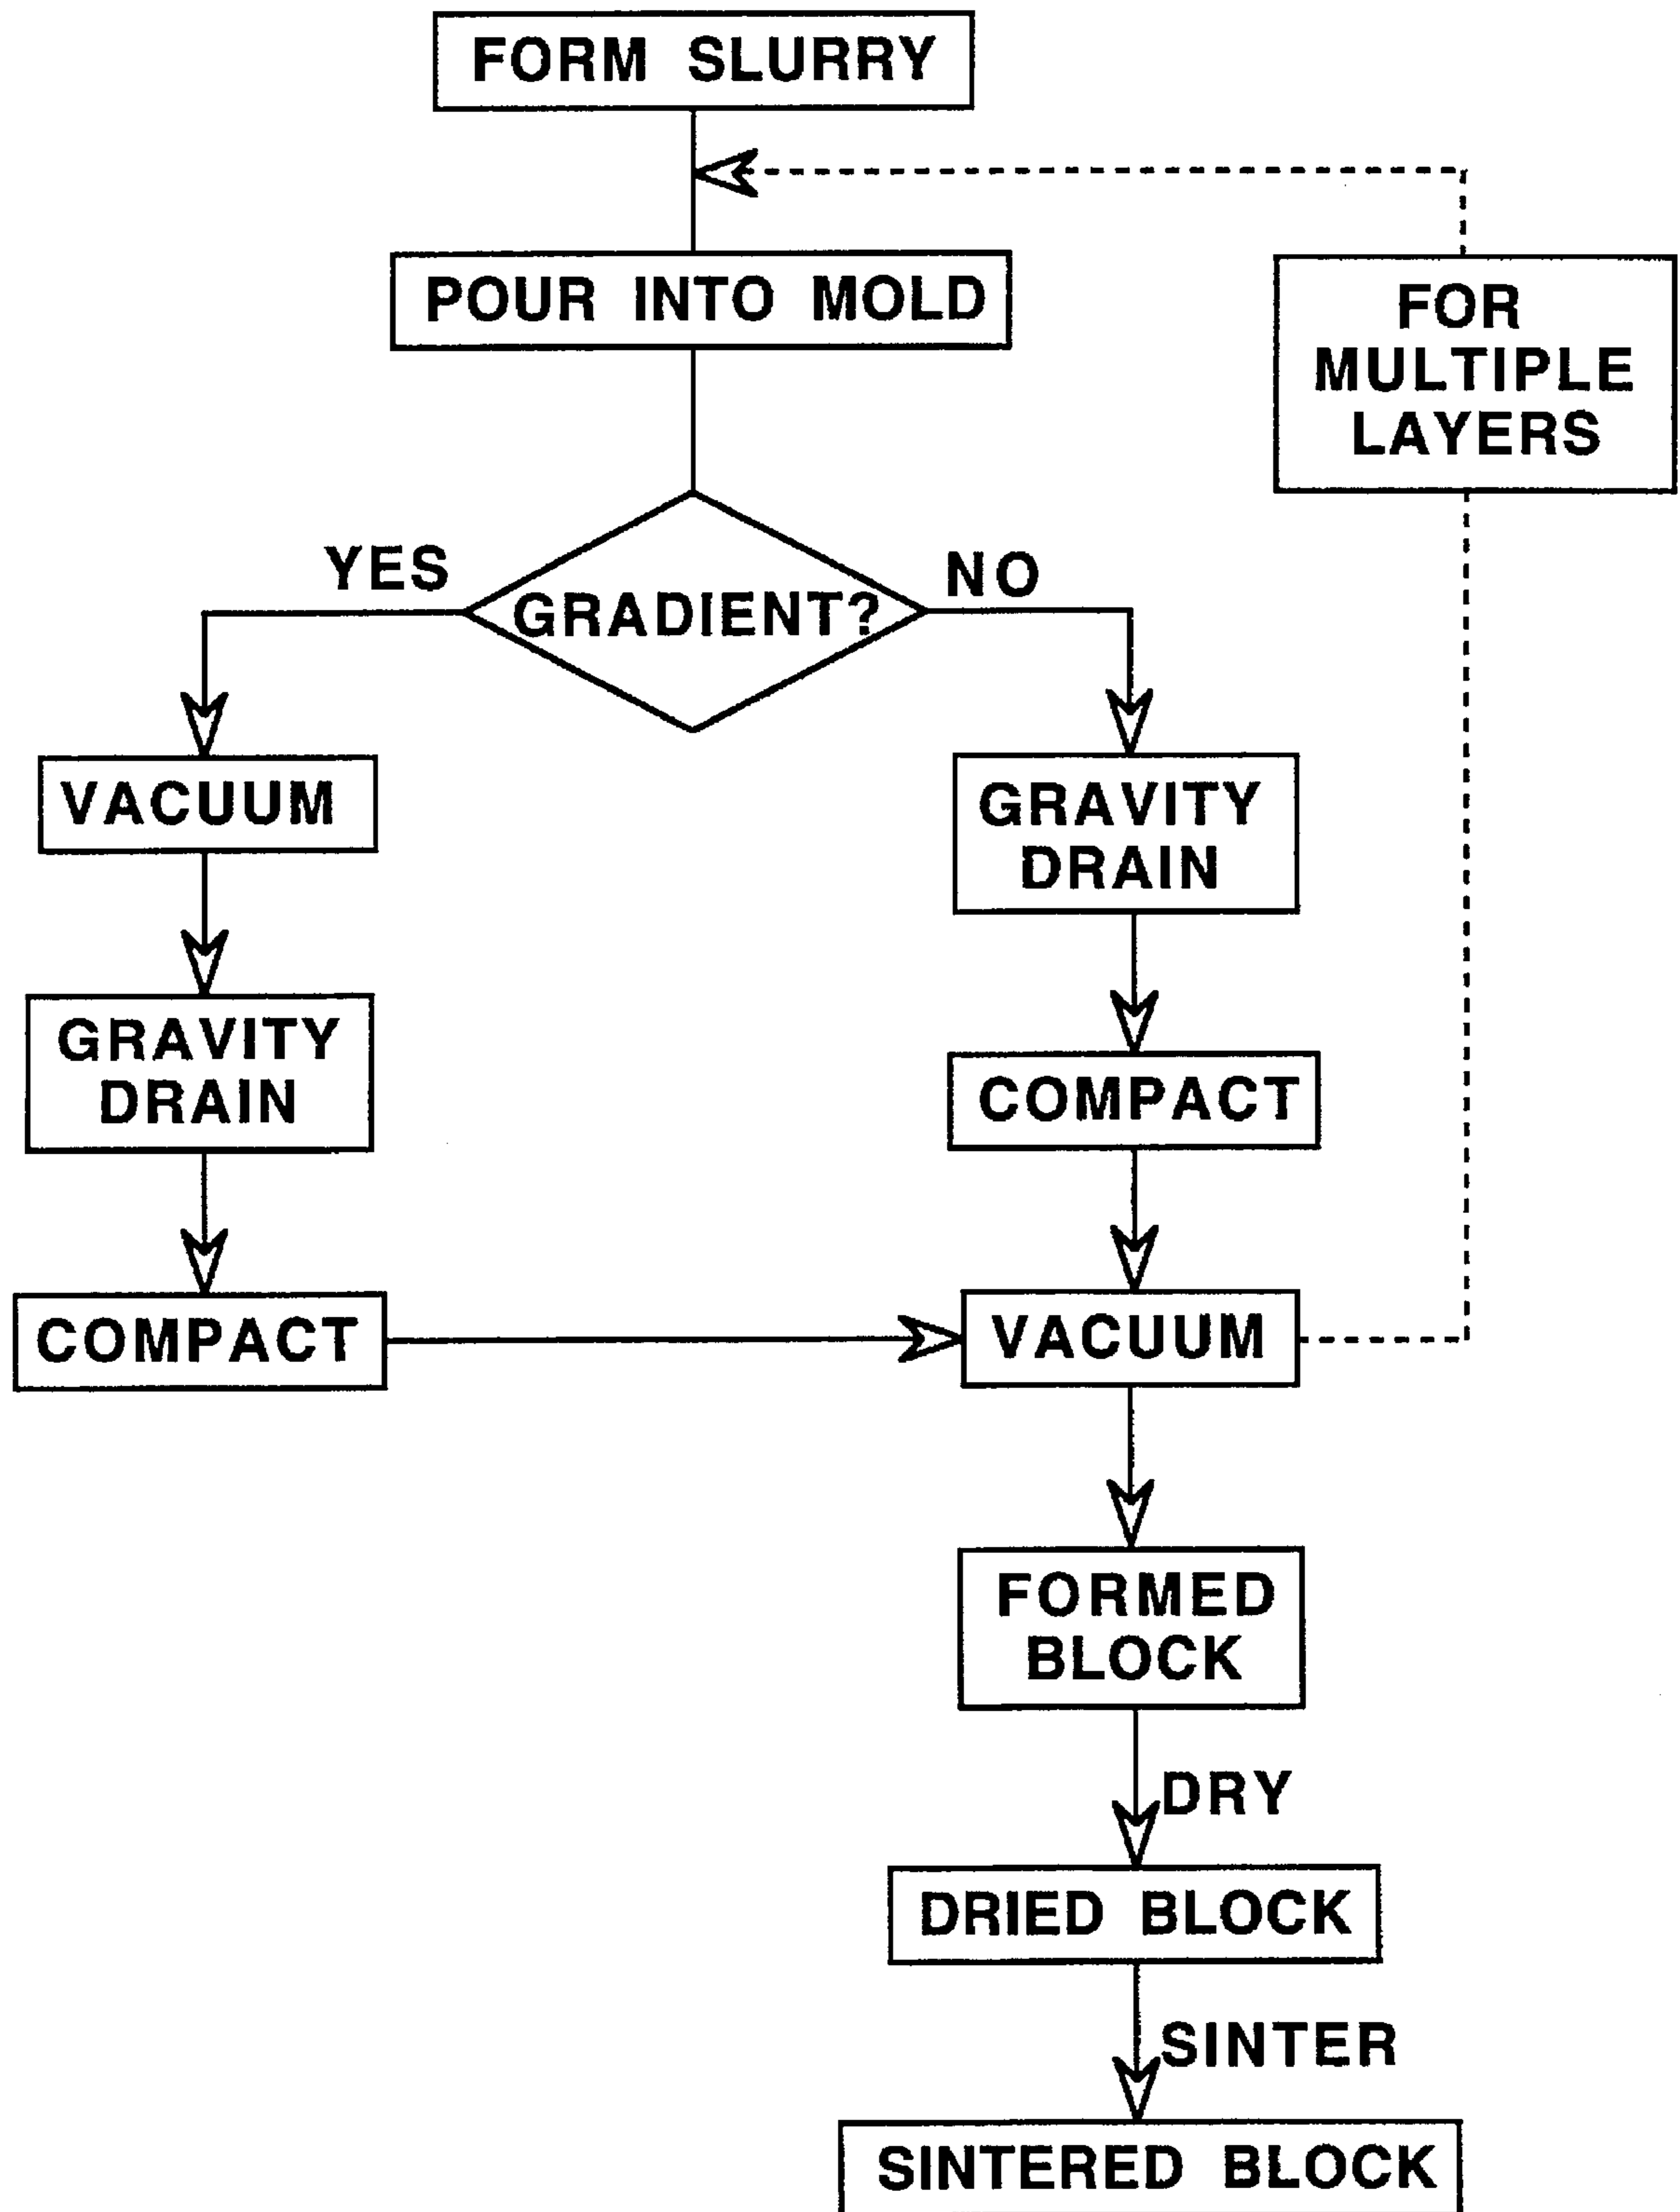 FORM SLURRY
POUR INTO MOLD
FOR
MULTIPLE
LAYERS
YES
GRADIENT?
NO
VACUUM
GRAVITY
DRAIN
COMPACT
GRAVITY
DRAIN
COMPACT
VACUUM
FORMED
BLOCK
DRY
DRIED BLOCK
SINTER
SINTERED BLOCK